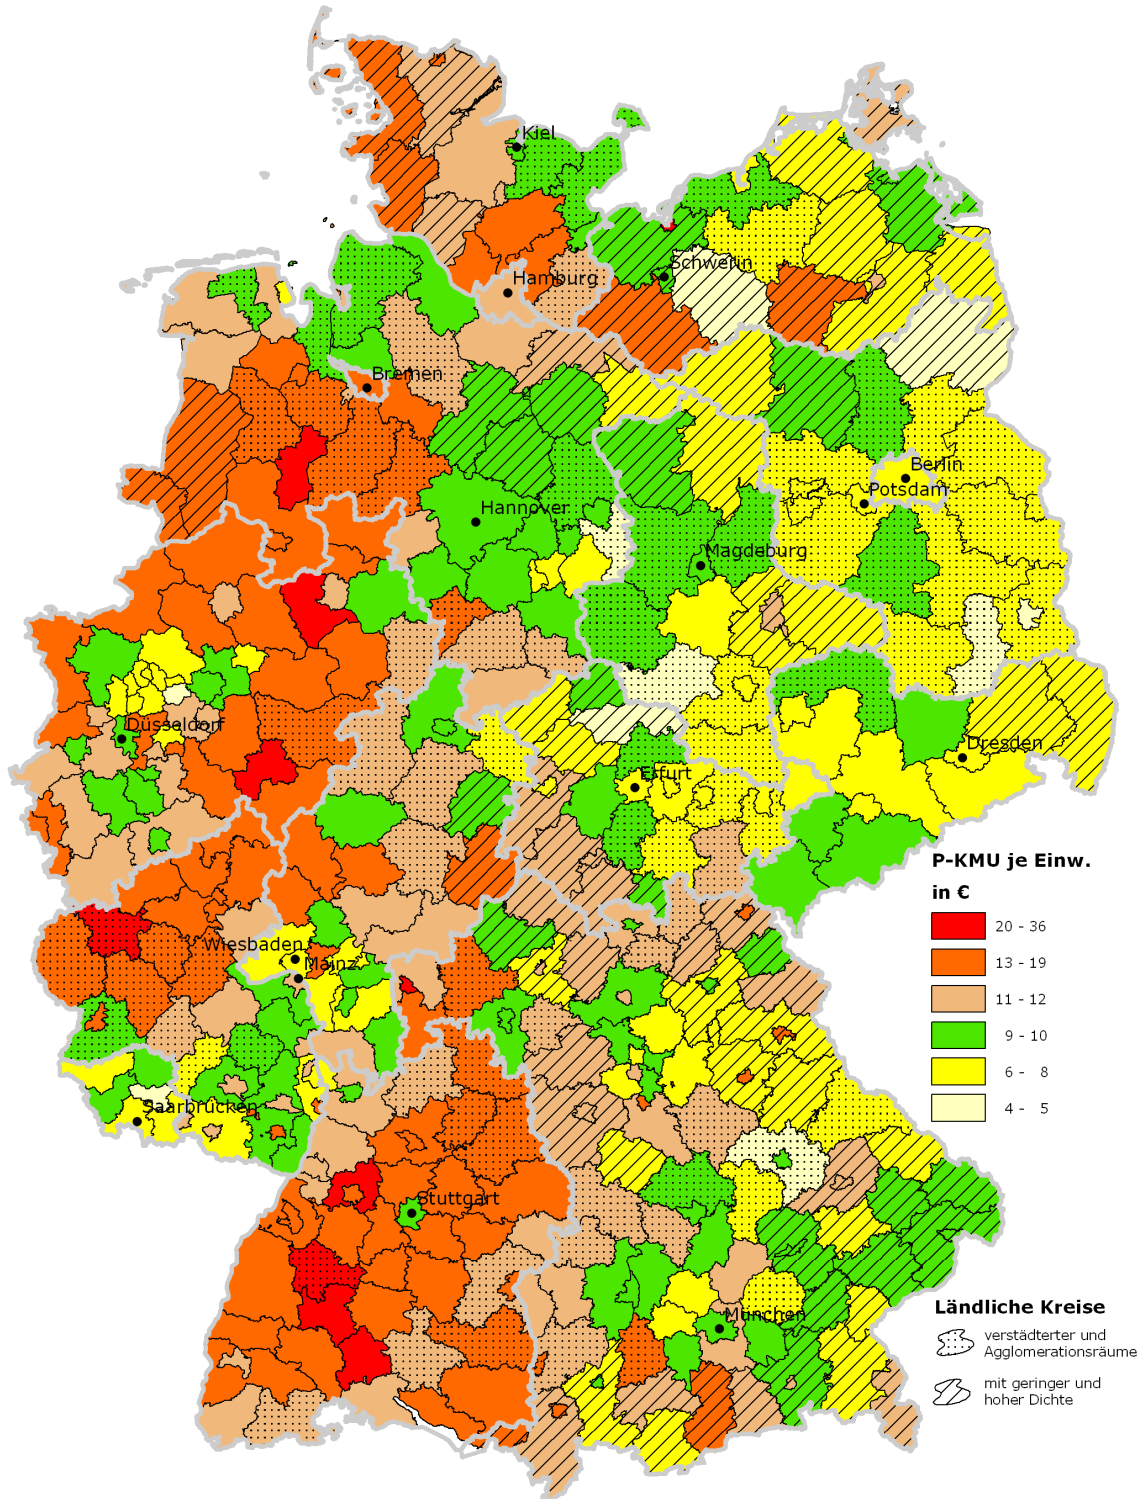 Kiel
Schwerin
Hamburg
Bremen
Berlin
Potsdam
Hannover
Magdeburg
Düsseldorf
Dresden
Erfurt
P-KMU je Einw.
in €
20 - 36
13 - 19
11 - 12
9 - 10
6 - 8
4 - 5
Wiesbaden
Mainz
Saarbrücken
Stuttgart
München
Ländliche Kreise
verstädterter und
Agglomerationsräume
mit geringer und
hoher Dichte